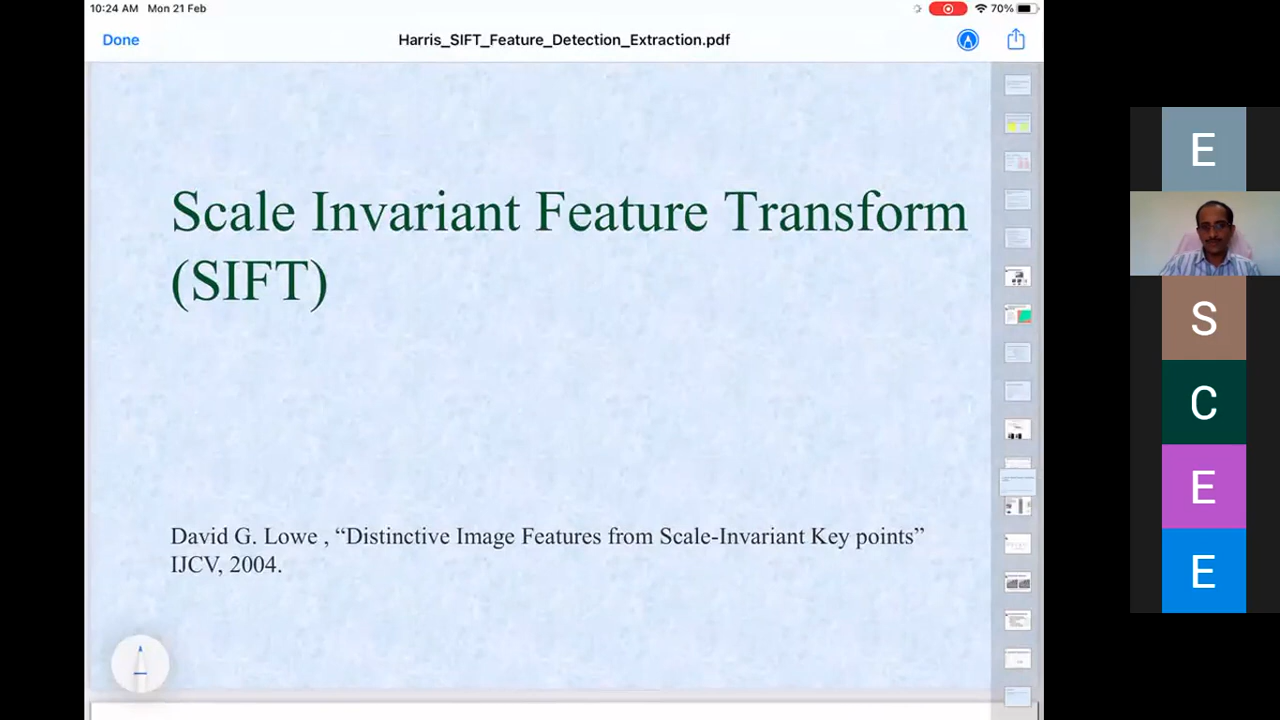 10:24 AM Mon 21 Feb
70%
Done
Harris_SIFT_Feature_Detection_Extraction.pdf
Scale Invariant Feature Transform
(SIFT)
David G. Lowe , “Distinctive Image Features from Scale-Invariant Key points”
IJCV, 2004.
E
S
C
E
E